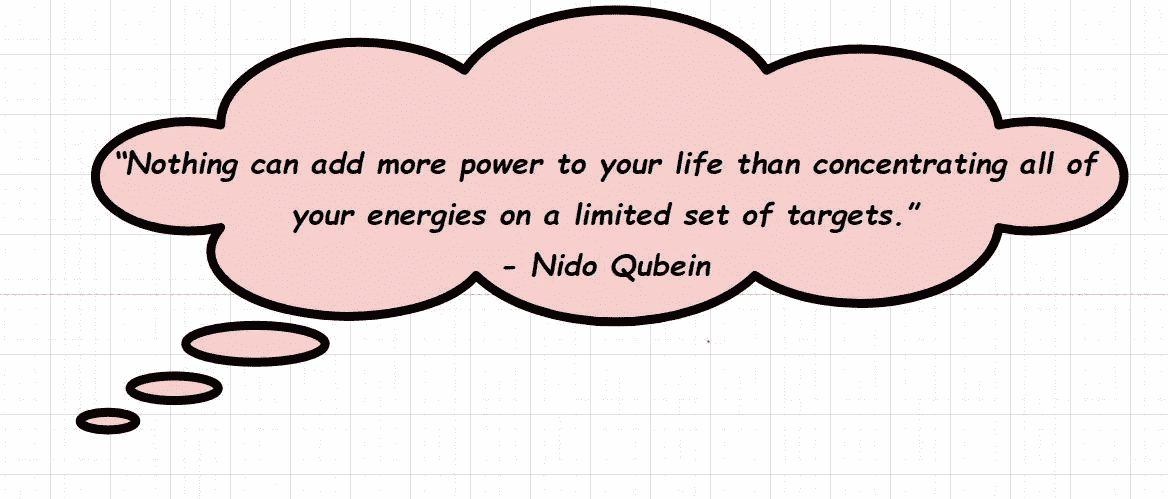 “Nothing can add more power to your life than concentrating all of
your energies on a limited set of targets.”
- Nido Qubein